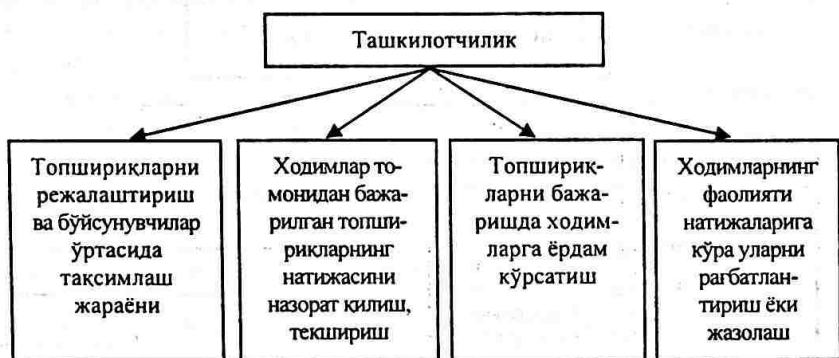 Ташкилотчилик
Топшириқларни
режалаштириш
ва бўйсунувчилар
ўртасида
тақсимлаш
жараёни
Ходимлар то-
монидан бажа-
рилган топши-
риқларнинг
натижасини
назорат қилиш,
текшириш
Топшириқ-
ларни бажа-
ришда ходим-
ларга ёрдам
кўрсатиш
Ходимларнинг
фаолияти
натижаларига
кўра уларни
рағбатлан-
тириш ёки
жазолаш